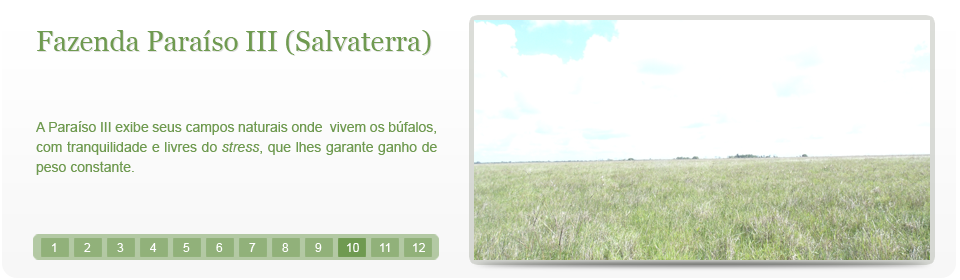 Fazenda Paraíso III (Salvaterra)
A Paraíso III exibe seus campos naturais onde vivem os búfalos,
com tranquilidade e livres do stress, que lhes garante ganho de
peso constante.
1 2 3 4 5 6 7 8 9 10 11 12